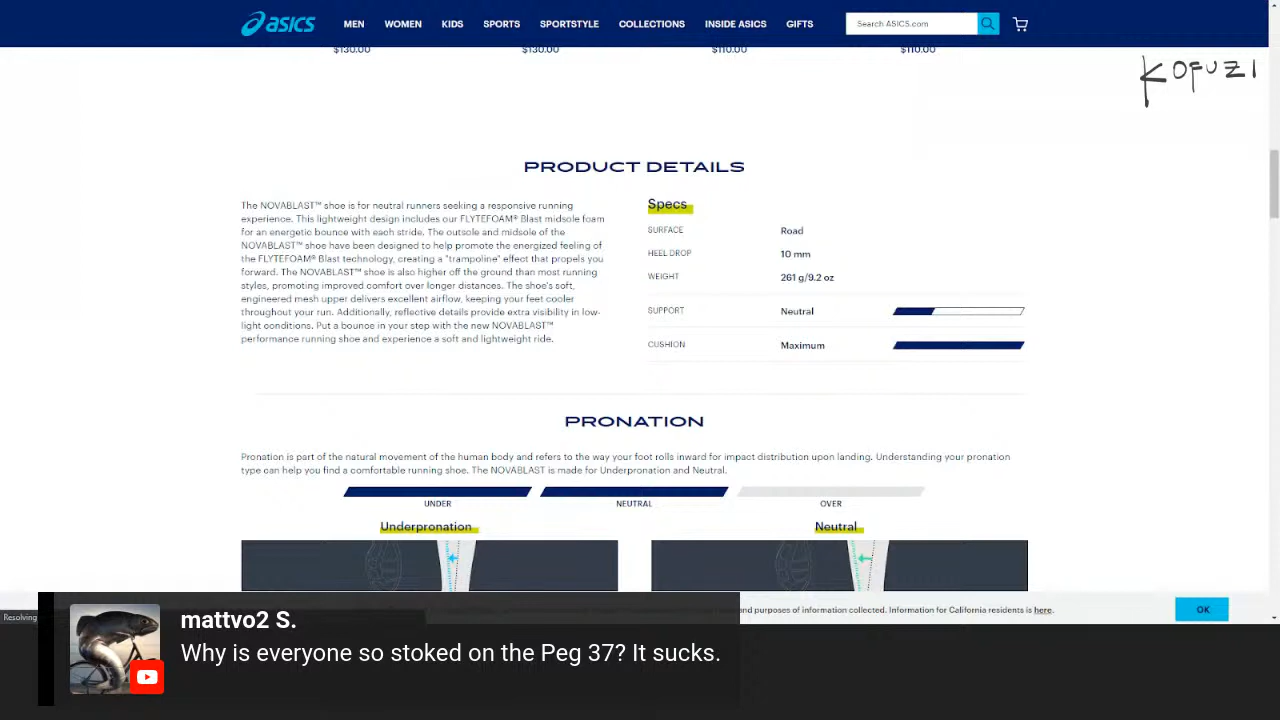 asics
MEN WOMEN KIDS SPORTS SPORTSTYLE COLLECTIONS INSIDE ASICS GIFTS
Search ASICS.com
$130.00 $130.00 $110.00 $110.00
KOFUZI
PRODUCT DETAILS
The NOVABLAST™ shoe is for neutral runners seeking a responsive running
experience. This lightweight design includes our FLYTEFOAM® Blast midsole foam
for an energetic bounce with each stride. The outsole and midsole of the
NOVABLAST™ shoe have been designed to help promote the energized feeling of
the FLYTEFOAM® Blast technology, creating a "trampoline" effect that propels you
forward. The NOVABLAST™ shoe is also higher off the ground than most running
styles, promoting improved comfort over longer distances. The shoe's soft,
engineered mesh upper delivers excellent airflow, keeping your feet cooler
throughout your run. Additionally, reflective details provide extra visibility in low-
light conditions. Put a bounce in your step with the new NOVABLAST™
performance running shoe and experience a soft and lightweight ride.
Specs
SURFACE Road
HEEL DROP 10 mm
WEIGHT 261 g/9.2 oz
SUPPORT Neutral
CUSHION Maximum
PRONATION
Pronation is part of the natural movement of the human body and refers to the way your foot rolls inward for impact distribution upon landing. Understanding your pronation
type can help you find a comfortable running shoe. The NOVABLAST is made for Underpronation and Neutral.
UNDER NEUTRAL OVER
Underpronation Neutral
and purposes of information collected. Information for California residents is here.
OK
Resolving
mattvo2 S.
Why is everyone so stoked on the Peg 37? It sucks.